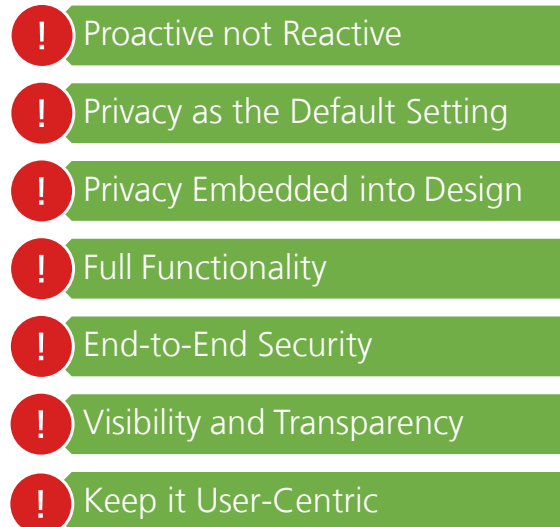 ! Proactive not Reactive
! Privacy as the Default Setting
! Privacy Embedded into Design
! Full Functionality
! End-to-End Security
! Visibility and Transparency
! Keep it User-Centric